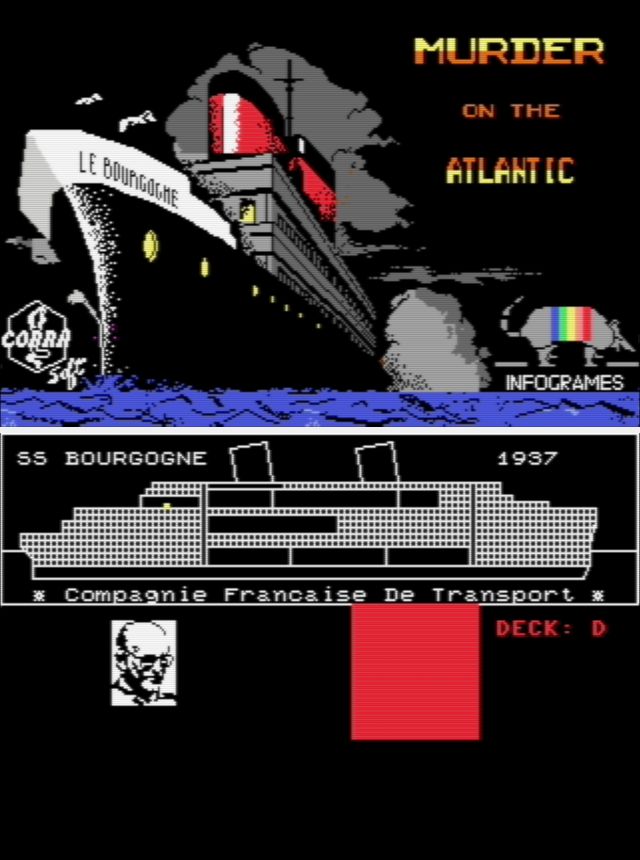 MURDER
ON THE
ATLANTIC
LE BOURGOGNE
COBRA
Soft
INFOGRAMES
SS BOURGOGNE 1937
* Compagnie Francaise De Transport *
DECK: D